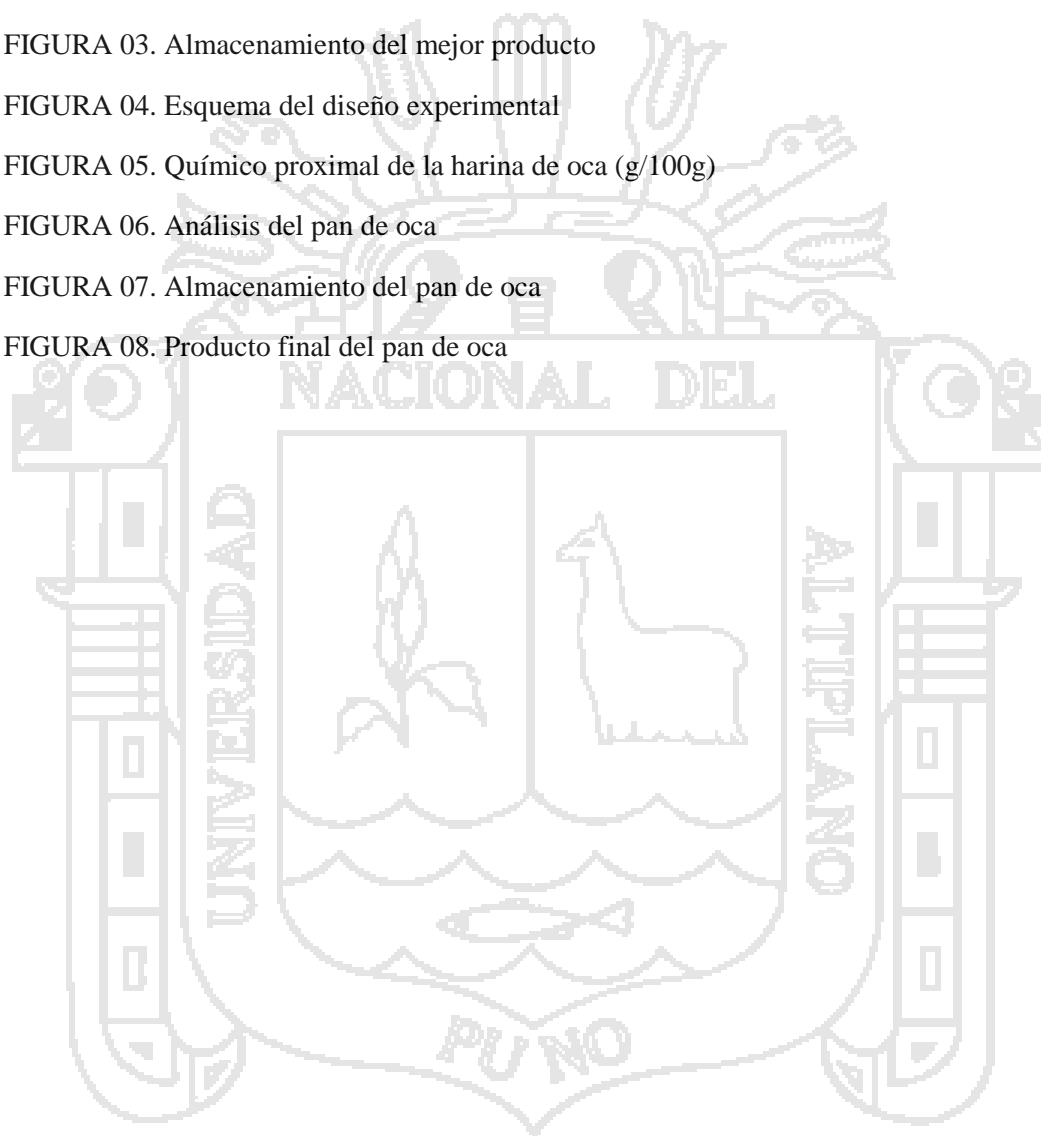 FIGURA 03. Almacenamiento del mejor producto
FIGURA 04. Esquema del diseño experimental
FIGURA 05. Químico proximal de la harina de oca (g/100g)
FIGURA 06. Análisis del pan de oca
FIGURA 07. Almacenamiento del pan de oca
FIGURA 08. Producto final del pan de oca
NACIONAL DEL
UNIVERSIDAD
ALTIPLANO
PUNO